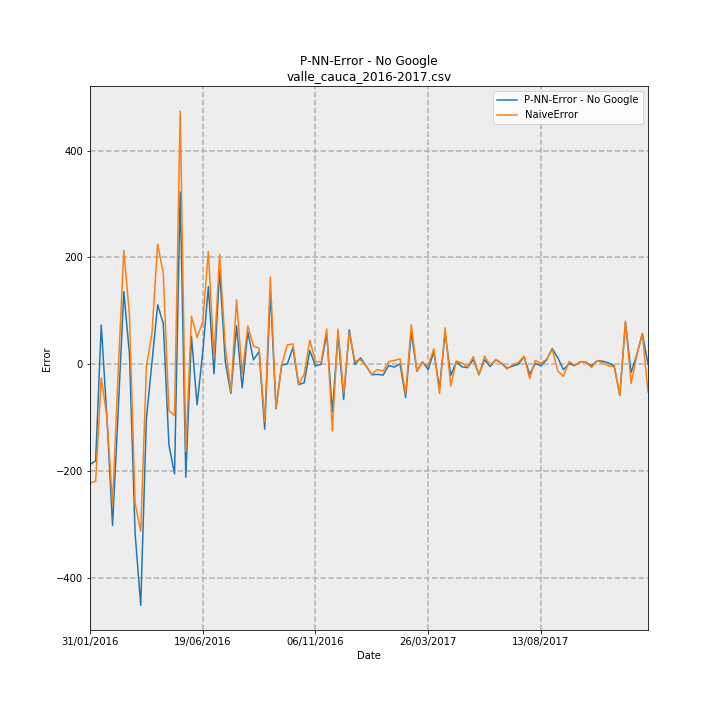 P-NN-Error - No Google
valle_cauca_2016-2017.csv
P-NN-Error - No Google
NaiveError
400
200
0
−200
−400
Error
31/01/2016 19/06/2016 06/11/2016 26/03/2017 13/08/2017
Date